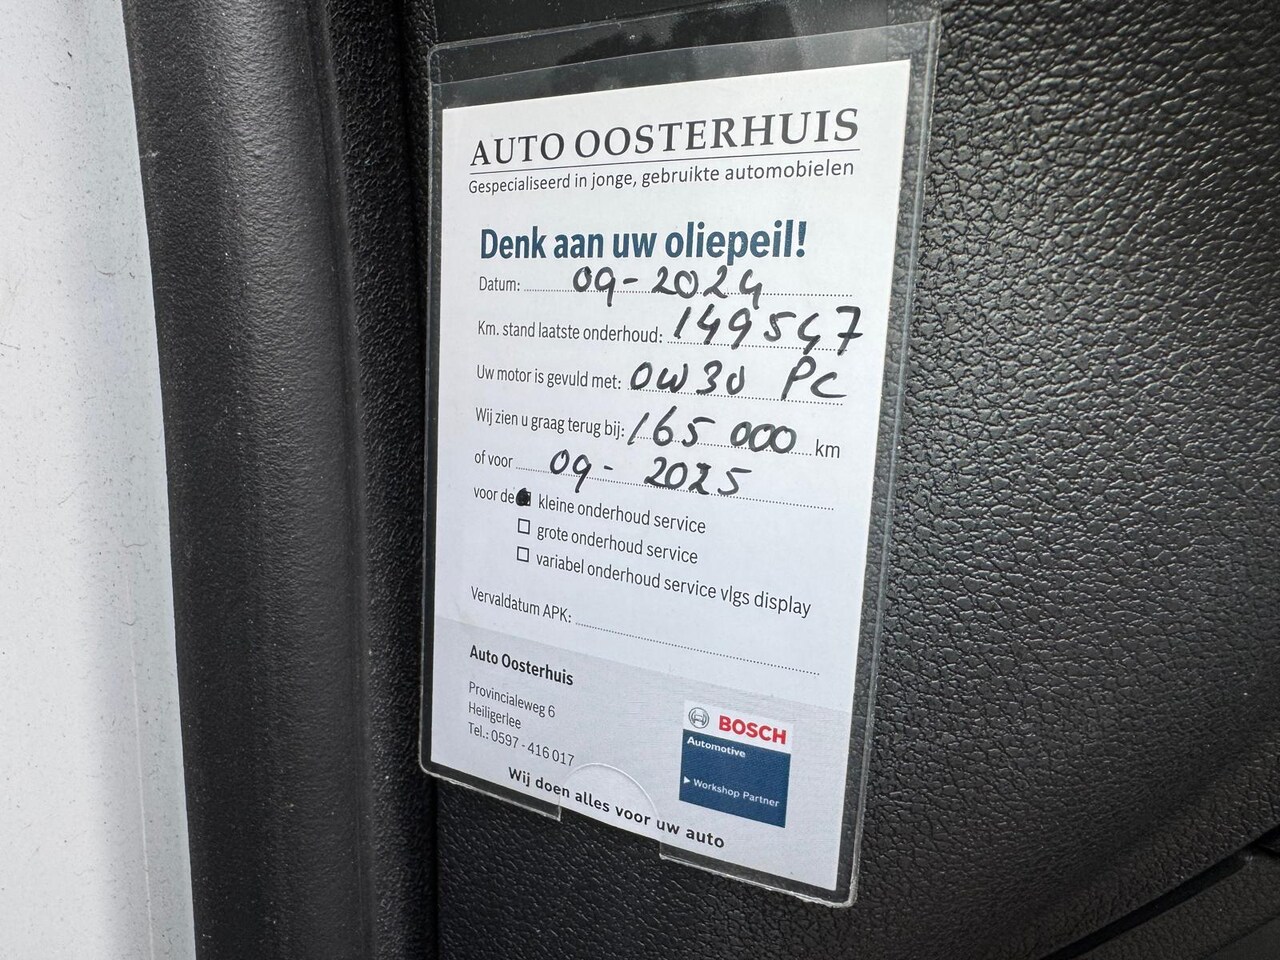 AUTO OOSTERHUIS
Gespecialiseerd in jonge, gebruikte automobielen
Denk aan uw oliepeil!
Datum: 09-2024
Km. stand laatste onderhoud: 149547
Uw motor is gevuld met: 0W30 PC
Wij zien u graag terug bij: 165 000 km
of voor 09- 2025
voor de kleine onderhoud service
grote onderhoud service
variabel onderhoud service vlgs display
Vervaldatum APK:
Auto Oosterhuis
Provincialeweg 6
Heiligerlee
Tel.: 0597 - 416 017
Wij doen alles voor uw auto
BOSCH
Automotive
Workshop Partner